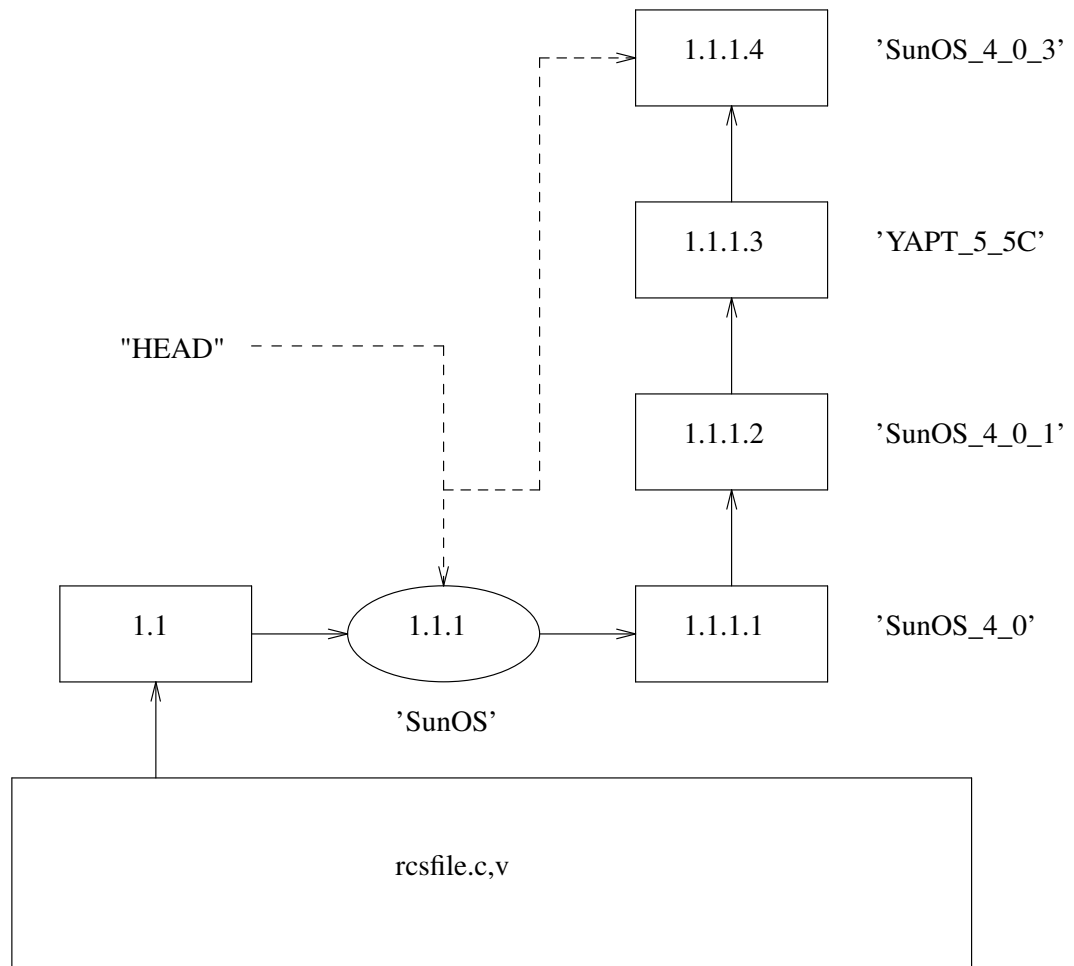 1.1.1.4 ’SunOS_4_0_3’
1.1.1.3 ’YAPT_5_5C’
"HEAD"
1.1.1.2 ’SunOS_4_0_1’
1.1 1.1.1 1.1.1.1 ’SunOS_4_0’
’SunOS’
rcsfile.c,v